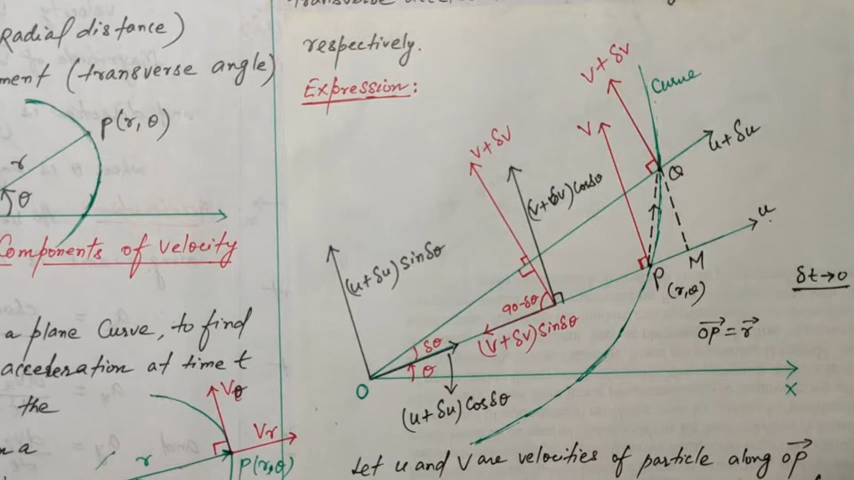 Radial distance)
ment (transverse angle)
P(r,θ)
r
θ
Components of velocity
a plane Curve, to find
acceleration at time t
the
na
Vθ
Vr
r
P(r,θ)
respectively.
Expression:
V+δV
Curve
V
V+δV
u+δu
Q
(V+δV)cosδθ
u
(u+δu)sinδθ
P
(r,θ)
M
δt→0
90-δθ
(V+δV)sinδθ
OP=r
δθ
θ
O
X
(u+δu)cosδθ
Let u and V are velocities of particle along OP